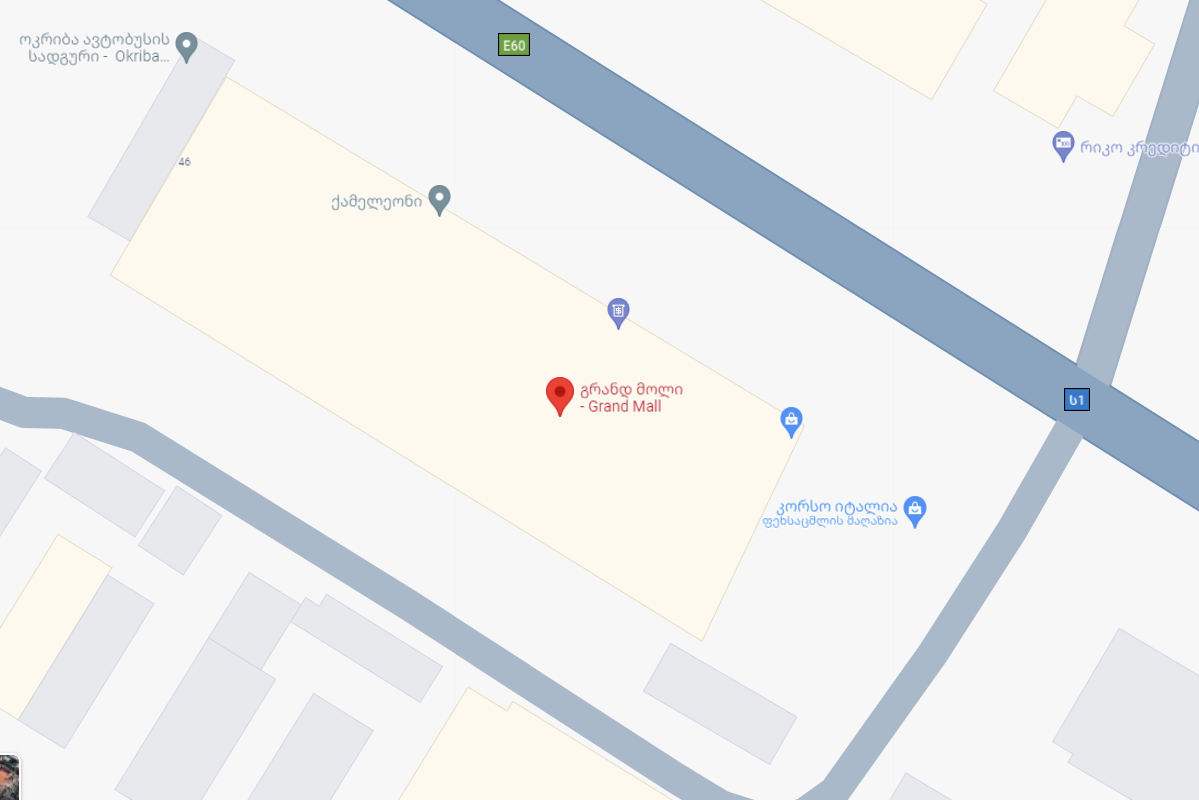 ოკრიბა ავტობუსის
სადგური - Okriba...
E60
46
ქამელეონი
რიკო კრედიტი
გრანდ მოლი
- Grand Mall
ს1
კორსო იტალია
ფეხსაცმლის მაღაზია